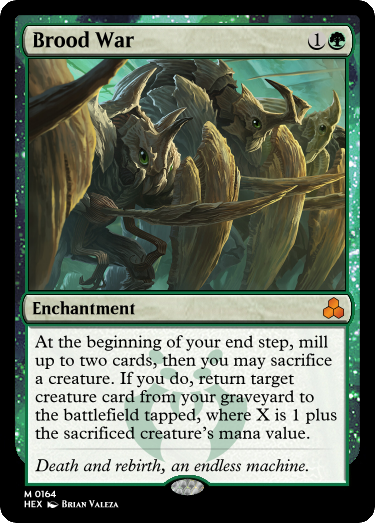 Brood War 1
Enchantment
At the beginning of your end step, mill
up to two cards, then you may sacrifice
a creature. If you do, return target
creature card from your graveyard to
the battlefield tapped, where X is 1 plus
the sacrificed creature's mana value.
Death and rebirth, an endless machine.
M 0164
HEX Brian Valeza